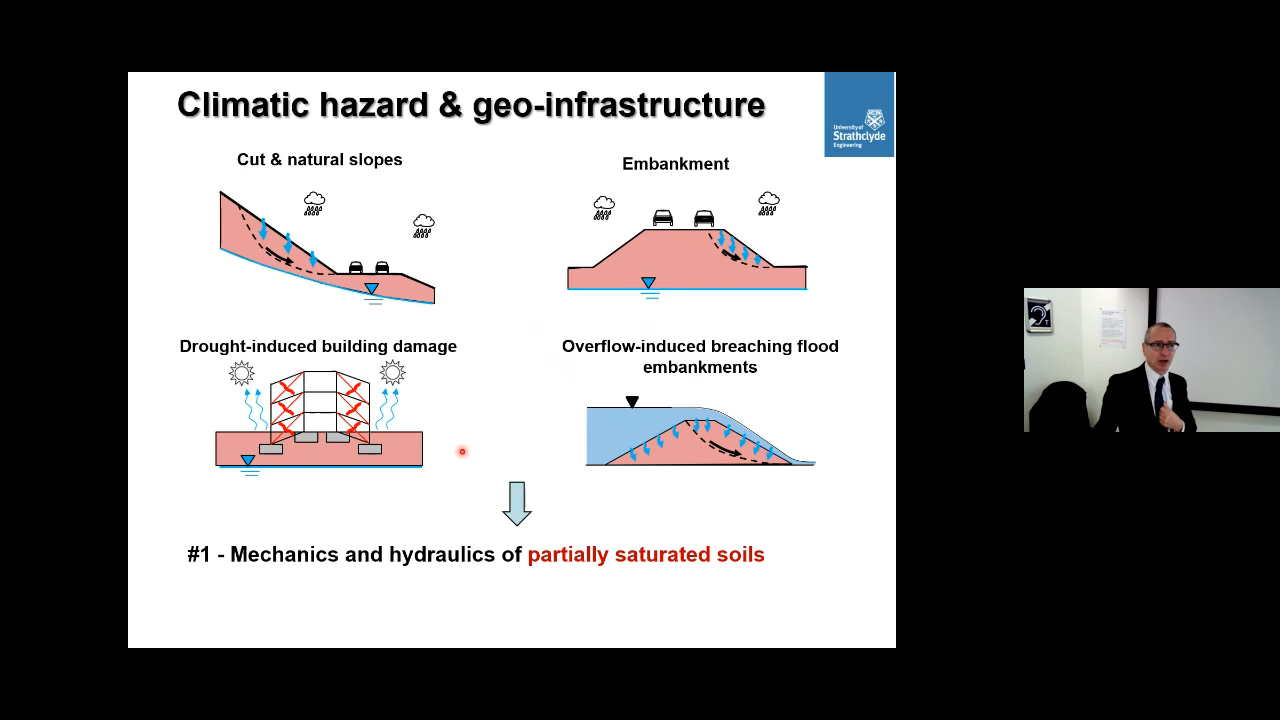 Climatic hazard & geo-infrastructure
University of
Strathclyde
Engineering
Cut & natural slopes
Embankment
Drought-induced building damage
Overflow-induced breaching flood
embankments
#1 - Mechanics and hydraulics of partially saturated soils
T